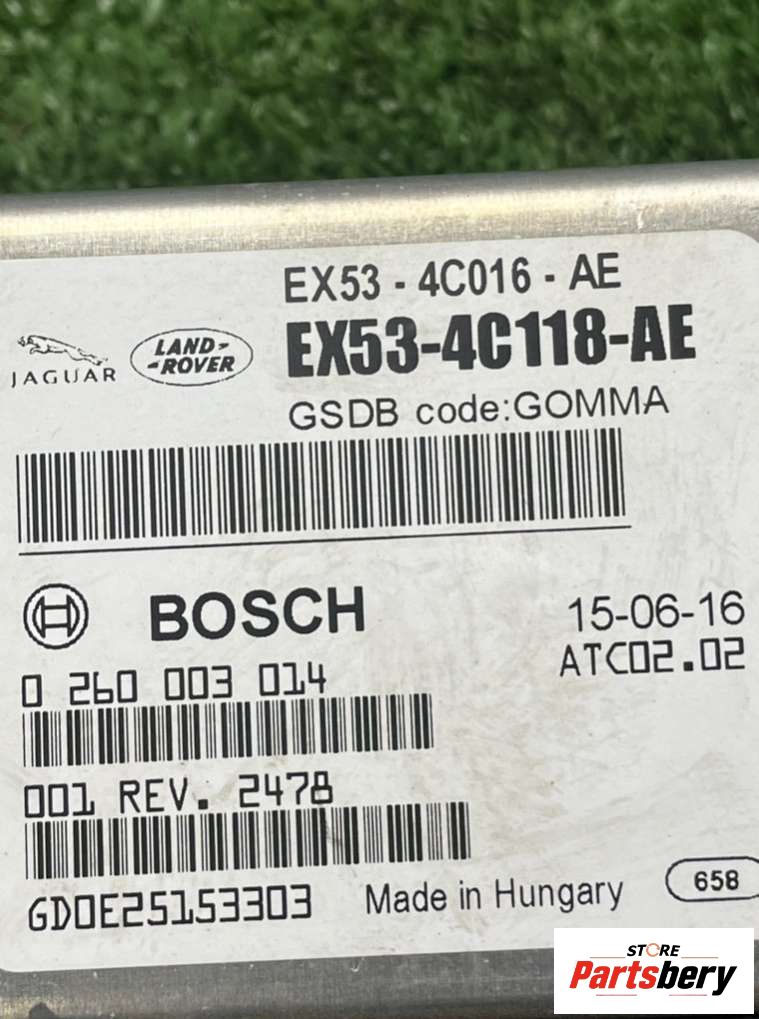 EX53 - 4C016 - AE
JAGUAR
LAND-
-ROVER
EX53-4C118-AE
GSDB code:GOMMA
BOSCH
15-06-16
0 260 003 014
ATC02.02
001 REV. 2478
GD0E25153303
Made in Hungary
658
STORE
Partsbery